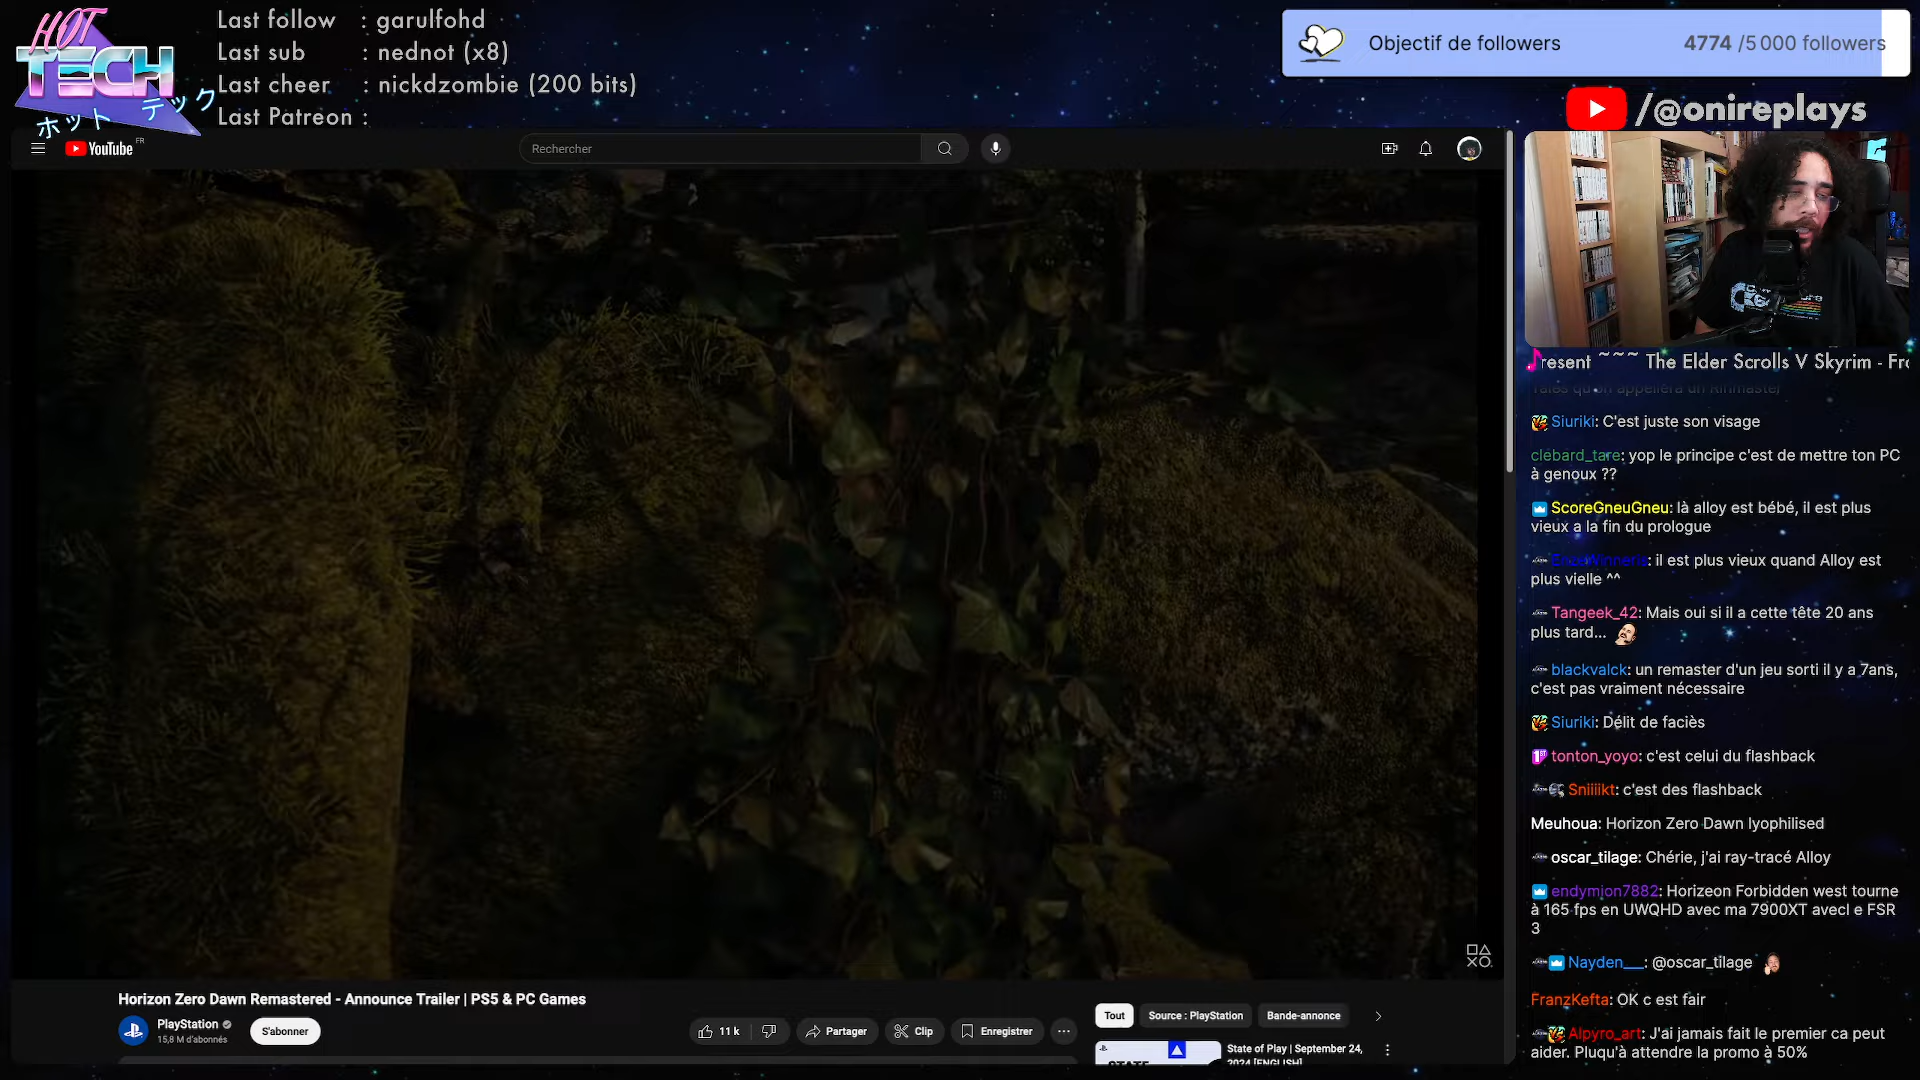 HOT
TECH
ホット テック
Last follow : garulfohd
Last sub : nednot (x8)
Last cheer : nickdzombie (200 bits)
Last Patreon :
Objectif de followers 4774 /5 000 followers
/@onireplays
YouTube FR
Rechercher
resent ~~~ The Elder Scrolls V Skyrim - Fro
Siuriki: C'est juste son visage
clebard_tare: yop le principe c'est de mettre ton PC
à genoux ??
ScoreGneuGneu: là alloy est bébé, il est plus
vieux a la fin du prologue
: il est plus vieux quand Alloy est
plus vielle ^^
Tangeek_42: Mais oui si il a cette tête 20 ans
plus tard...
blackvalck: un remaster d'un jeu sorti il y a 7ans,
c'est pas vraiment nécessaire
Siuriki: Délit de faciès
tonton_yoyo: c'est celui du flashback
Sniiiikt: c'est des flashback
Meuhoua: Horizon Zero Dawn lyophilised
oscar_tilage: Chérie, j'ai ray-tracé Alloy
endymion7882: Horizeon Forbidden west tourne
à 165 fps en UWQHD avec ma 7900XT avecl e FSR
3
Nayden___: @oscar_tilage
FranzKefta: OK c est fair
Alpyro_art: J'ai jamais fait le premier ca peut
aider. Pluqu'à attendre la promo à 50%
Horizon Zero Dawn Remastered - Announce Trailer | PS5 & PC Games
PlayStation
15,8 M d'abonnés
S'abonner
11 k
Partager
Clip
Enregistrer
Tout
Source : PlayStation
Bande-annonce
State of Play | September 24,
2024 [ENGLISH]
STATE